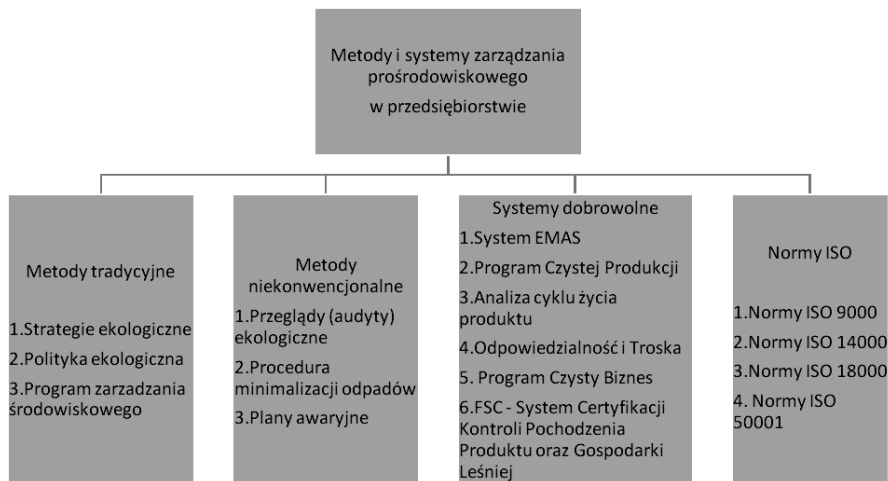 Metody i systemy zarządzania
prośrodowiskowego
w przedsiębiorstwie
Metody tradycyjne
1.Strategie ekologiczne
2.Polityka ekologiczna
3.Program zarzadzania
środowiskowego
Metody
niekonwencjonalne
1.Przeglądy (audyty)
ekologiczne
2.Procedura
minimalizacji odpadów
3.Plany awaryjne
Systemy dobrowolne
1.System EMAS
2.Program Czystej Produkcji
3.Analiza cyklu życia
produktu
4.Odpowiedzialność i Troska
5. Program Czysty Biznes
6.FSC - System Certyfikacji
Kontroli Pochodzenia
Produktu oraz Gospodarki
Leśniej
Normy ISO
1.Normy ISO 9000
2.Normy ISO 14000
3.Normy ISO 18000
4. Normy ISO
50001